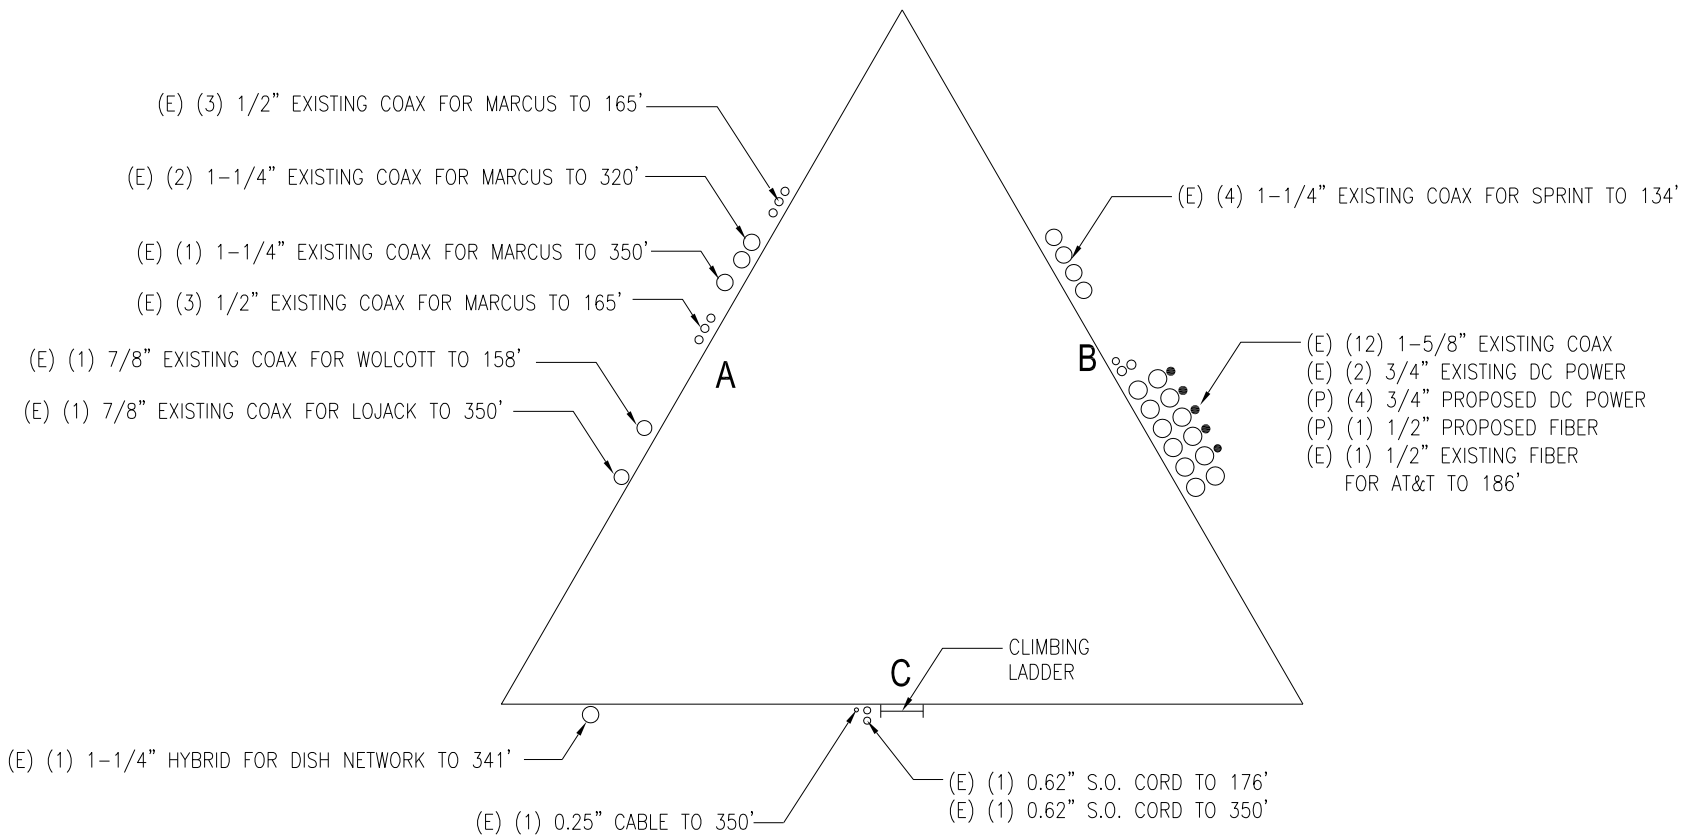 (E) (3) 1/2" EXISTING COAX FOR MARCUS TO 165'
(E) (2) 1-1/4" EXISTING COAX FOR MARCUS TO 320'
(E) (1) 1-1/4" EXISTING COAX FOR MARCUS TO 350'
(E) (3) 1/2" EXISTING COAX FOR MARCUS TO 165'
(E) (1) 7/8" EXISTING COAX FOR WOLCOTT TO 158'
(E) (1) 7/8" EXISTING COAX FOR LOJACK TO 350'
A
B
(E) (4) 1-1/4" EXISTING COAX FOR SPRINT TO 134'
(E) (12) 1-5/8" EXISTING COAX
(E) (2) 3/4" EXISTING DC POWER
(P) (4) 3/4" PROPOSED DC POWER
(P) (1) 1/2" PROPOSED FIBER
(E) (1) 1/2" EXISTING FIBER
FOR AT&T TO 186'
C
CLIMBING
LADDER
(E) (1) 1-1/4" HYBRID FOR DISH NETWORK TO 341'
(E) (1) 0.25" CABLE TO 350'
(E) (1) 0.62" S.O. CORD TO 176'
(E) (1) 0.62" S.O. CORD TO 350'